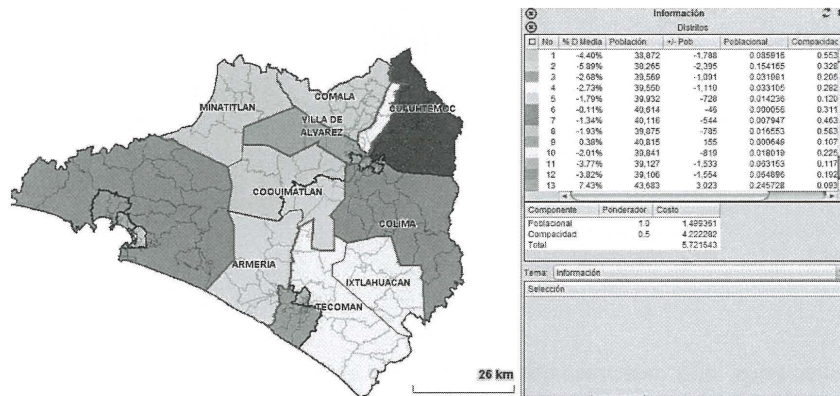 COMALA
MINATITLAN
CUAUHTEMOC
VILLA DE
ALVAREZ
COQUIMATLAN
COLIMA
ARMERIA
IXTLAHUACAN
TECOMAN
26 km
Información
Distritos
No % D Media Población +/- Pob Poblacional Compacidad
1 -4.40% 38,872 -1,788 0.085916 0.553
2 -5.89% 38,265 -2,395 0.154165 0.328
3 -2.68% 39,569 -1,091 0.031981 0.205
4 -2.73% 39,550 -1,110 0.033105 0.282
5 -1.79% 39,932 -728 0.014236 0.120
6 -0.11% 40,614 -46 0.000056 0.311
7 -1.34% 40,116 -544 0.007947 0.463
8 -1.93% 39,875 -785 0.016553 0.583
9 0.38% 40,815 155 0.000648 0.107
10 -2.01% 39,841 -819 0.018019 0.225
11 -3.77% 39,127 -1,533 0.063153 0.117
12 -3.82% 39,106 -1,554 0.064896 0.192
13 7.43% 43,683 3,023 0.245728 0.093
Componente Ponderador Costo
Poblacional 1.0 1.499361
Compacidad 0.5 4.222282
Total 5.721643
Tema: Información
Selección